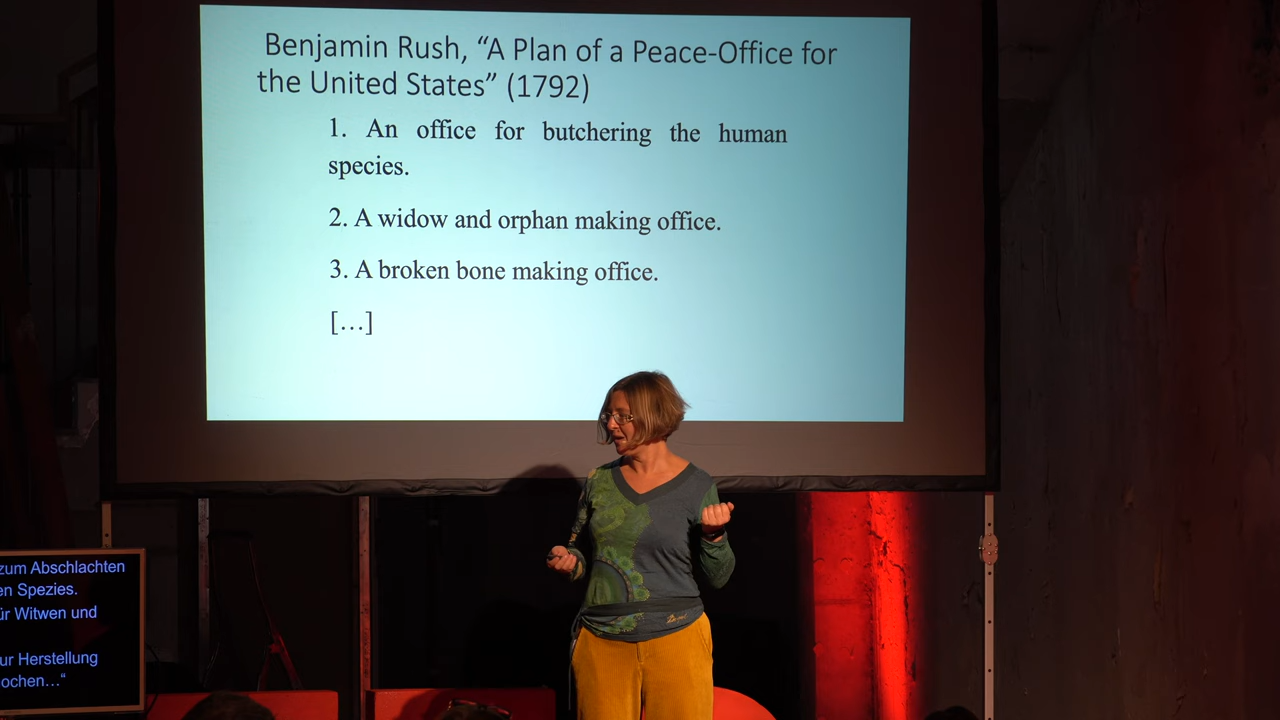 Benjamin Rush, “A Plan of a Peace-Office for
the United States” (1792)
1. An office for butchering the human
species.
2. A widow and orphan making office.
3. A broken bone making office.
[…]
zum Abschlachten
en Spezies.
ür Witwen und
ur Herstellung
ochen…“